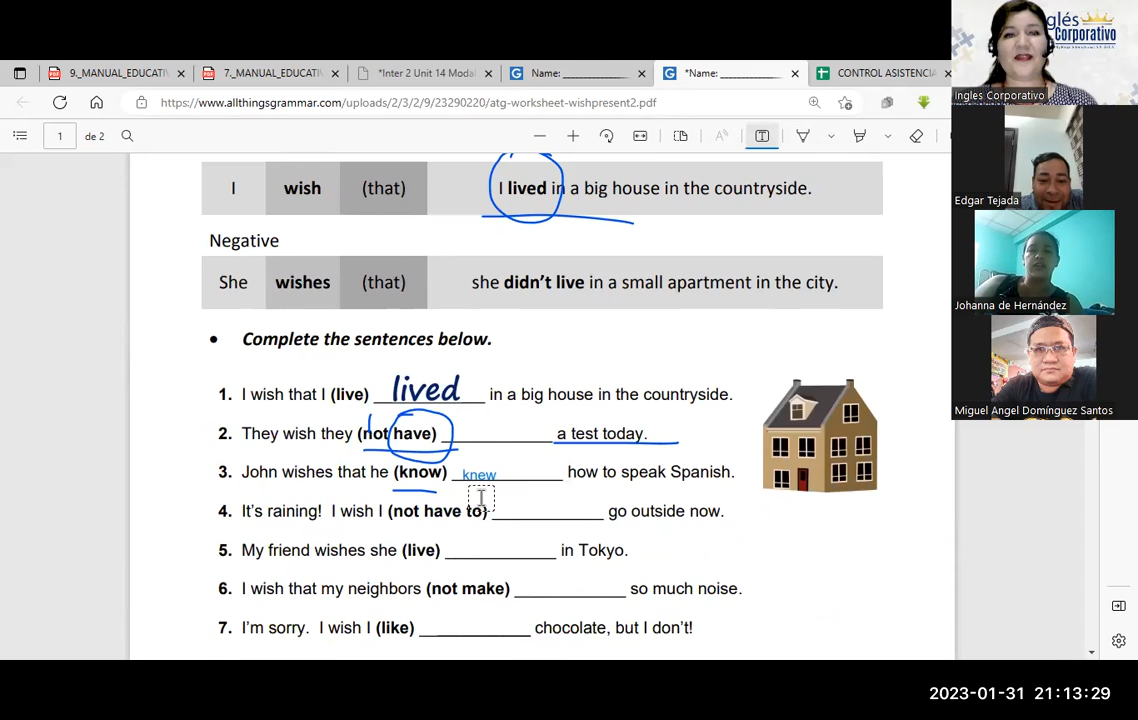 9._MANUAL_EDUCATI
7._MANUAL_EDUCATI
*Inter 2 Unit 14 Modal
Name: ___________
*Name: ___________
CONTROL ASISTENCIA
https://www.allthingsgrammar.com/uploads/2/3/2/9/23290220/atg-worksheet-wishpresent2.pdf
1 de 2
I wish (that) I lived in a big house in the countryside.
Negative
She wishes (that) she didn't live in a small apartment in the city.
• Complete the sentences below.
1. I wish that I (live) lived in a big house in the countryside.
2. They wish they (not have) ____________ a test today.
3. John wishes that he (know) knew how to speak Spanish.
4. It's raining! I wish I (not have to) ____________ go outside now.
5. My friend wishes she (live) ____________ in Tokyo.
6. I wish that my neighbors (not make) ____________ so much noise.
7. I'm sorry. I wish I (like) ____________ chocolate, but I don't!
glés
Corporativo
Ingles Corporativo
Edgar Tejada
Johanna de Hernández
Miguel Angel Domínguez Santos
2023-01-31 21:13:29